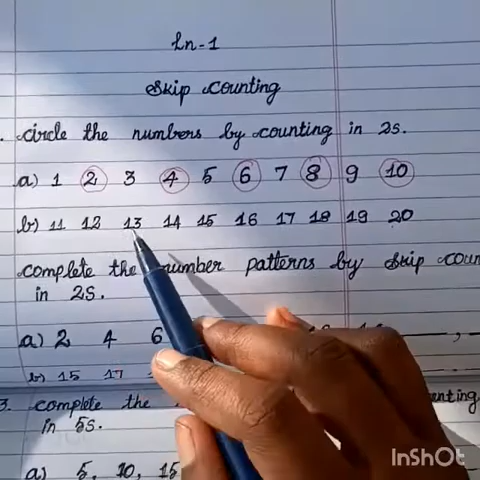 Ln-1
Skip counting
. circle the numbers by counting in 2s.
a) 1 2 3 4 5 6 7 8 9 10
b) 11 12 13 14 15 16 17 18 19 20
complete the number patterns by skip
in 2s.
a) 2 4 6
b) 15 17
3. complete the
in 5s.
a) 5, 10, 15
InShOt